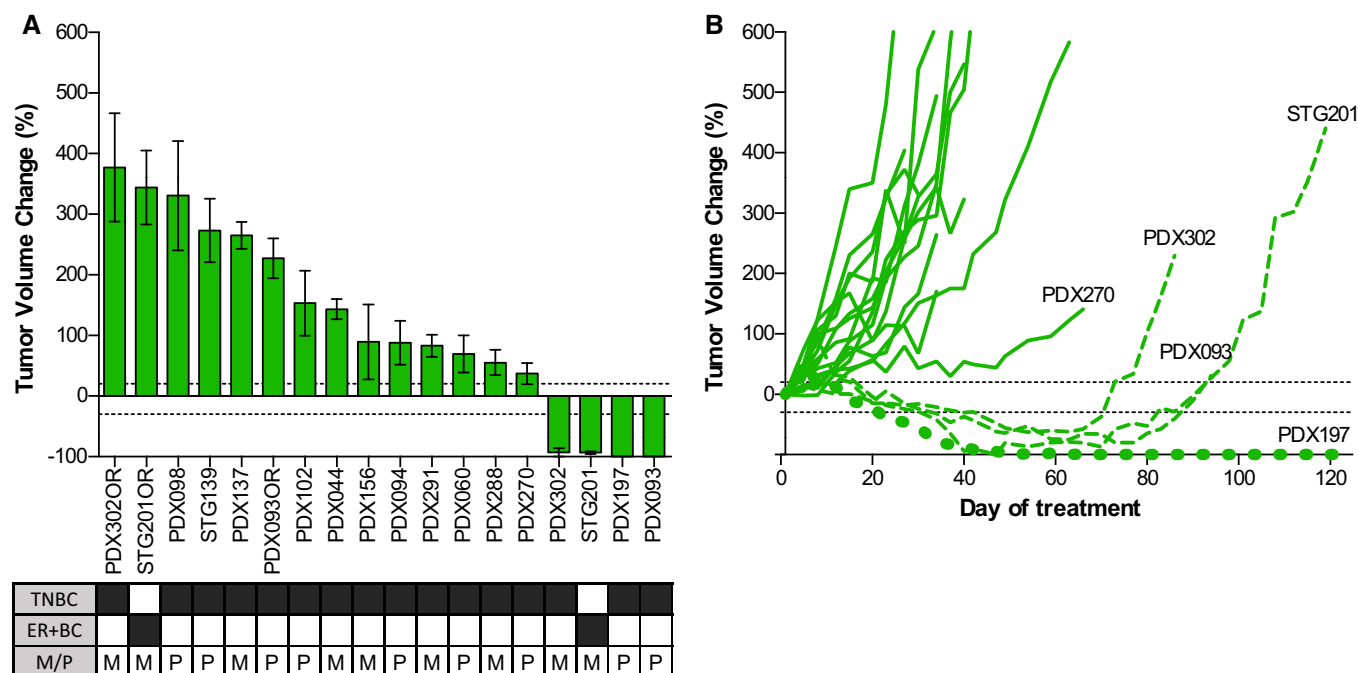 A
Tumor Volume Change (%)
600
500
400
300
200
100
0
-100
PDX302OR
STG201OR
PDX098
STG139
PDX137
PDX093OR
PDX102
PDX044
PDX156
PDX094
PDX291
PDX060
PDX288
PDX270
PDX302
STG201
PDX197
PDX093
TNBC
ER+BC
M/P M M P P M P P M M P M P M P M M P P
B
Tumor Volume Change (%)
600
500
400
300
200
100
0
-100
STG201
PDX302
PDX270
PDX093
PDX197
0 20 40 60 80 100 120
Day of treatment